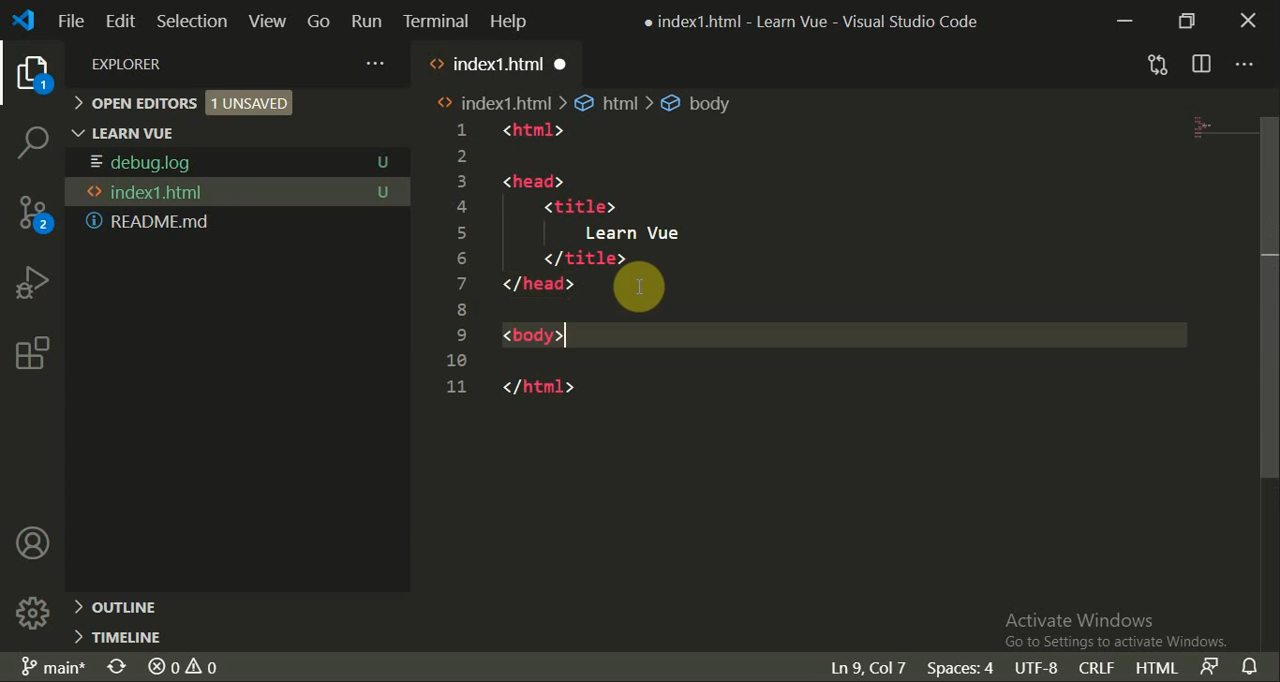 File Edit Selection View Go Run Terminal Help ● index1.html - Learn Vue - Visual Studio Code
EXPLORER ···
1
OPEN EDITORS 1 UNSAVED
LEARN VUE
debug.log U
index1.html U
README.md
2
OUTLINE
TIMELINE
index1.html ●
index1.html > html > body
1 <html>
2
3 <head>
4 <title>
5 Learn Vue
6 </title>
7 </head>
8
9 <body>
10
11 </html>
Activate Windows
Go to Settings to activate Windows.
main* 0 0 Ln 9, Col 7 Spaces: 4 UTF-8 CRLF HTML